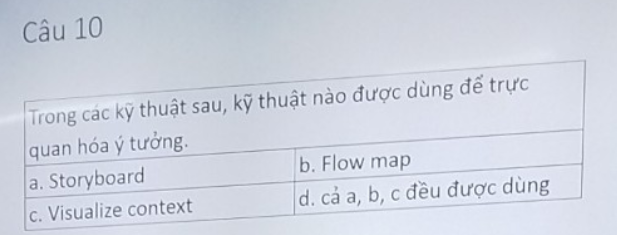 Câu 10
Trong các kỹ thuật sau, kỹ thuật nào được dùng để trực
quan hóa ý tưởng.
a. Storyboard
b. Flow map
c. Visualize context
d. cả a, b, c đều được dùng